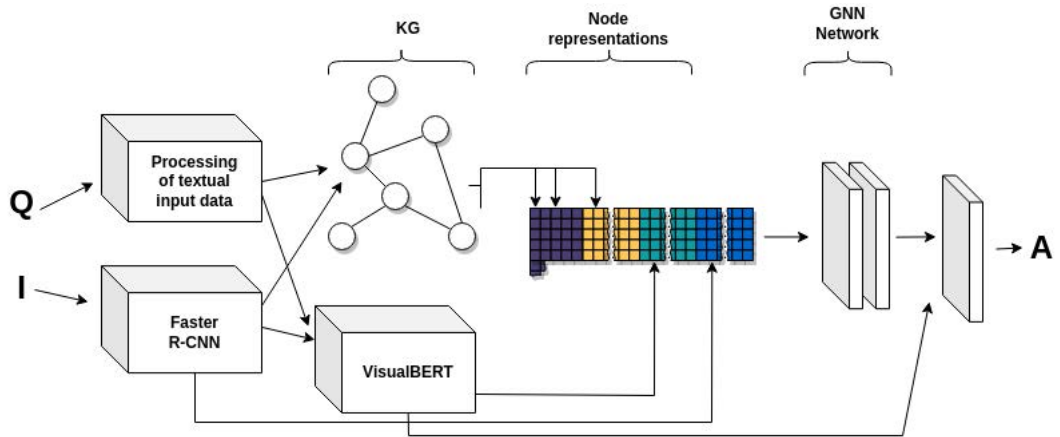 KG
Node
representations
GNN
Network
Processing
of textual
input data
Q
I
Faster
R-CNN
VisualBERT
A